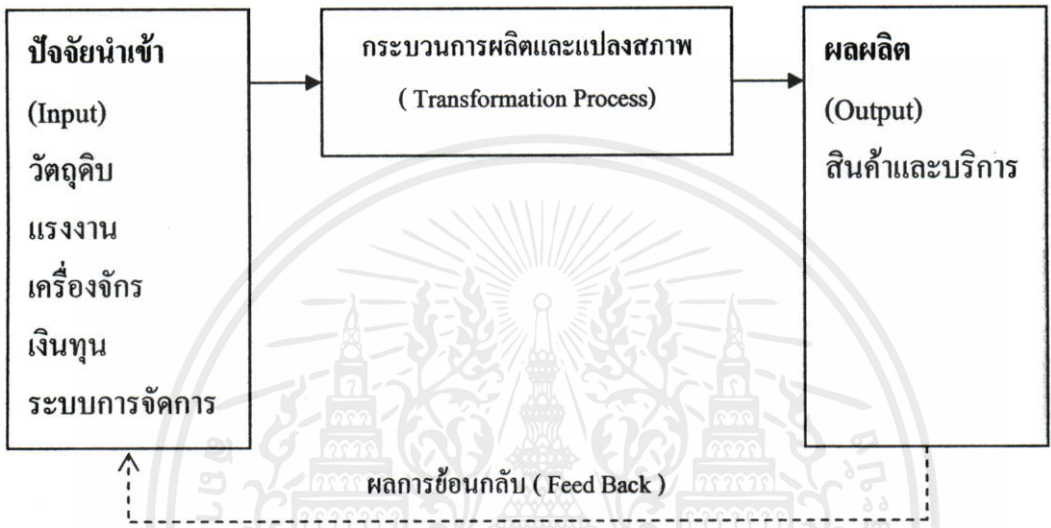 ปัจจัยนำเข้า
(Input)
วัตถุดิบ
แรงงาน
เครื่องจักร
เงินทุน
ระบบการจัดการ
กระบวนการผลิตและแปลงสภาพ
( Transformation Process)
ผลผลิต
(Output)
สินค้าและบริการ
ผลการย้อนกลับ ( Feed Back )